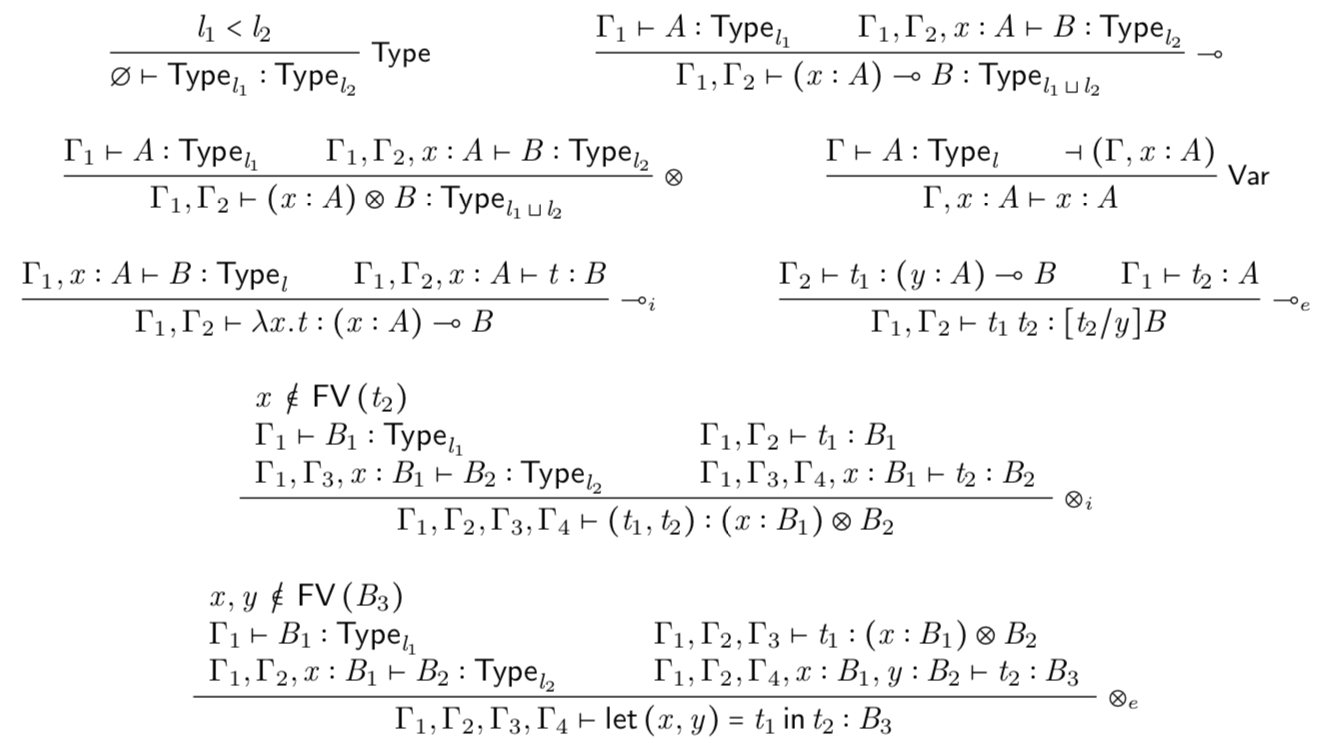 l₁ < l₂
∅ ⊢ Type_{l₁} : Type_{l₂} Type
Γ₁ ⊢ A : Type_{l₁} Γ₁, Γ₂, x : A ⊢ B : Type_{l₂}
Γ₁, Γ₂ ⊢ (x : A) ⊸ B : Type_{l₁ ⊔ l₂} ⊸
Γ₁ ⊢ A : Type_{l₁} Γ₁, Γ₂, x : A ⊢ B : Type_{l₂}
Γ₁, Γ₂ ⊢ (x : A) ⊗ B : Type_{l₁ ⊔ l₂} ⊗
Γ ⊢ A : Type_l ⊣ (Γ, x : A)
Γ, x : A ⊢ x : A Var
Γ₁, x : A ⊢ B : Type_l Γ₁, Γ₂, x : A ⊢ t : B
Γ₁, Γ₂ ⊢ λx.t : (x : A) ⊸ B ⊸ᵢ
Γ₂ ⊢ t₁ : (y : A) ⊸ B Γ₁ ⊢ t₂ : A
Γ₁, Γ₂ ⊢ t₁ t₂ : [t₂/y]B ⊸ₑ
x ∉ FV (t₂)
Γ₁ ⊢ B₁ : Type_{l₁} Γ₁, Γ₂ ⊢ t₁ : B₁
Γ₁, Γ₃, x : B₁ ⊢ B₂ : Type_{l₂} Γ₁, Γ₃, Γ₄, x : B₁ ⊢ t₂ : B₂
Γ₁, Γ₂, Γ₃, Γ₄ ⊢ (t₁, t₂) : (x : B₁) ⊗ B₂ ⊗ᵢ
x, y ∉ FV (B₃)
Γ₁ ⊢ B₁ : Type_{l₁} Γ₁, Γ₂, Γ₃ ⊢ t₁ : (x : B₁) ⊗ B₂
Γ₁, Γ₂, x : B₁ ⊢ B₂ : Type_{l₂} Γ₁, Γ₂, Γ₄, x : B₁, y : B₂ ⊢ t₂ : B₃
Γ₁, Γ₂, Γ₃, Γ₄ ⊢ let (x, y) = t₁ in t₂ : B₃ ⊗ₑ